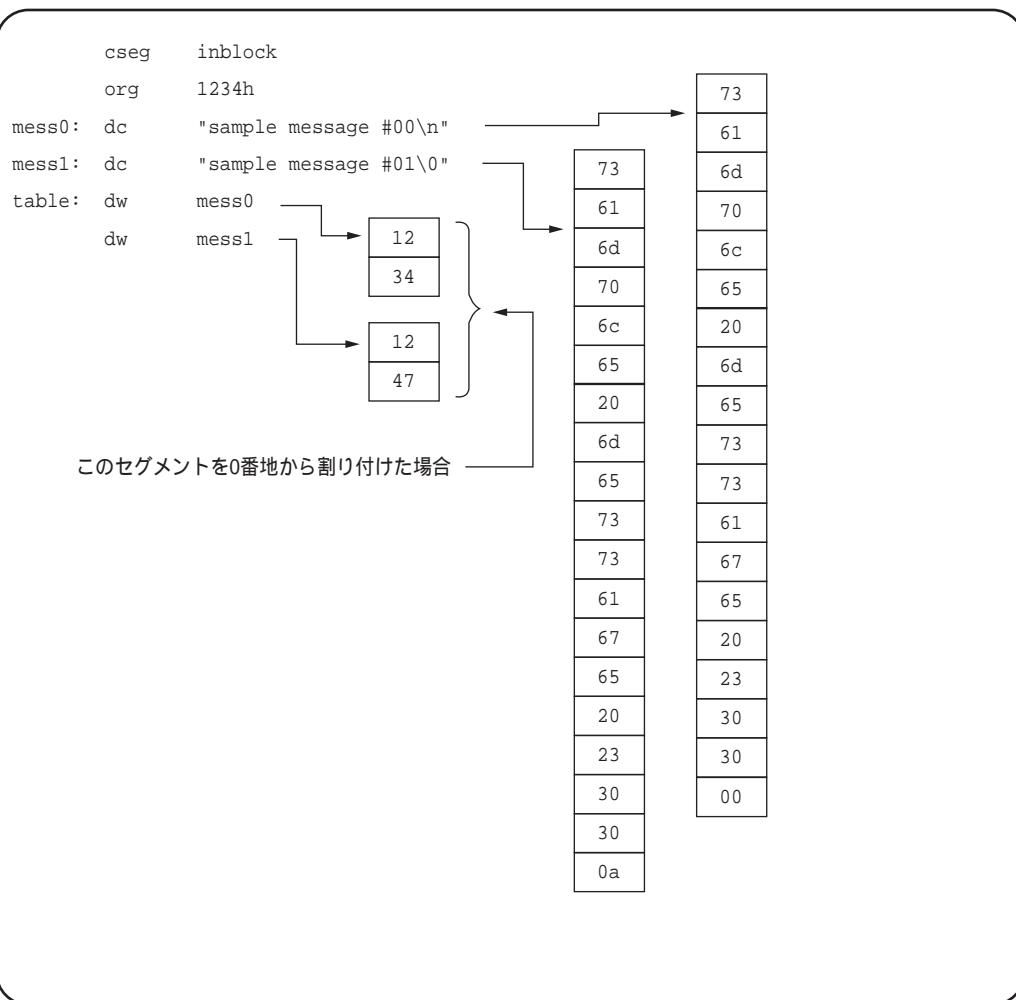 cseg inblock
org 1234h
mess0: dc "sample message #00\n"
mess1: dc "sample message #01\0"
table: dw mess0
dw mess1
12
34
12
47
このセグメントを0番地から割り付けた場合
73
61
6d
70
6c
65
20
6d
65
73
73
61
67
65
20
23
30
30
0a
73
61
6d
70
6c
65
20
6d
65
73
73
61
67
65
20
23
30
30
00